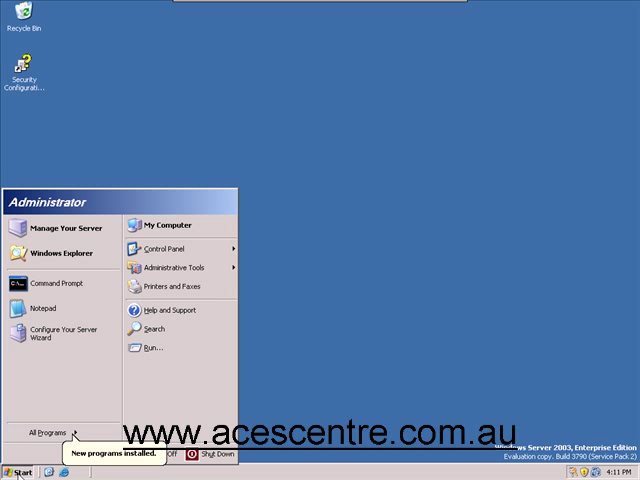 Recycle Bin
Security
Configurati...
Administrator
Manage Your Server
Windows Explorer
Command Prompt
Notepad
Configure Your Server
Wizard
All Programs
My Computer
Control Panel
Administrative Tools
Printers and Faxes
Help and Support
Search
Run...
www.acescentre.com.au
New programs installed.
Off
Shut Down
Windows Server 2003, Enterprise Edition
Evaluation copy. Build 3790 (Service Pack 2)
Start
4:11 PM